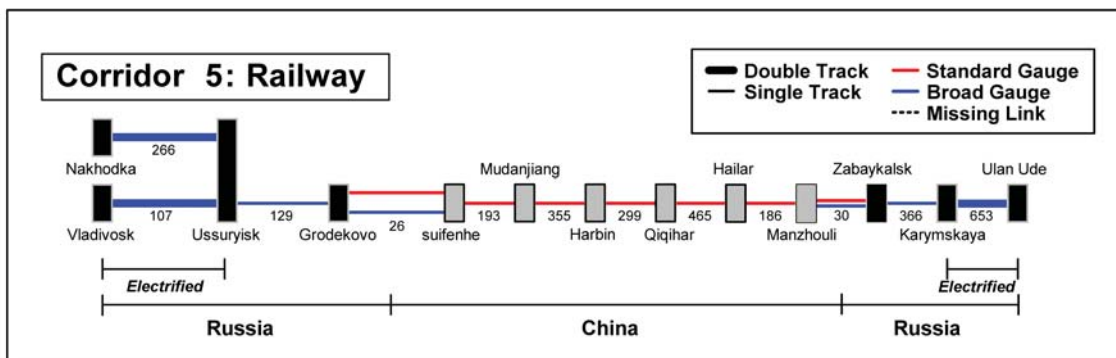 Corridor 5: Railway
Double Track
Single Track
Standard Gauge
Broad Gauge
Missing Link
266
Nakhodka
Mudanjiang
Hailar
Zabaykalsk
Ulan Ude
107
129
26
193
355
299
465
186
30
366
653
Vladivosk
Ussuryisk
Grodekovo
suifenhe
Harbin
Qiqihar
Manzhouli
Karymskaya
Electrified
Electrified
Russia
China
Russia